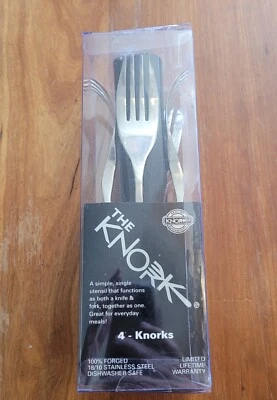 THE
KNORK®
A simple, single
utensil that functions
as both a knife &
fork, together as one.
Great for everyday
meals!
4 - Knorks
100% FORGED
18/10 STAINLESS STEEL
DISHWASHER SAFE
LIMITED
LIFETIME
WARRANTY